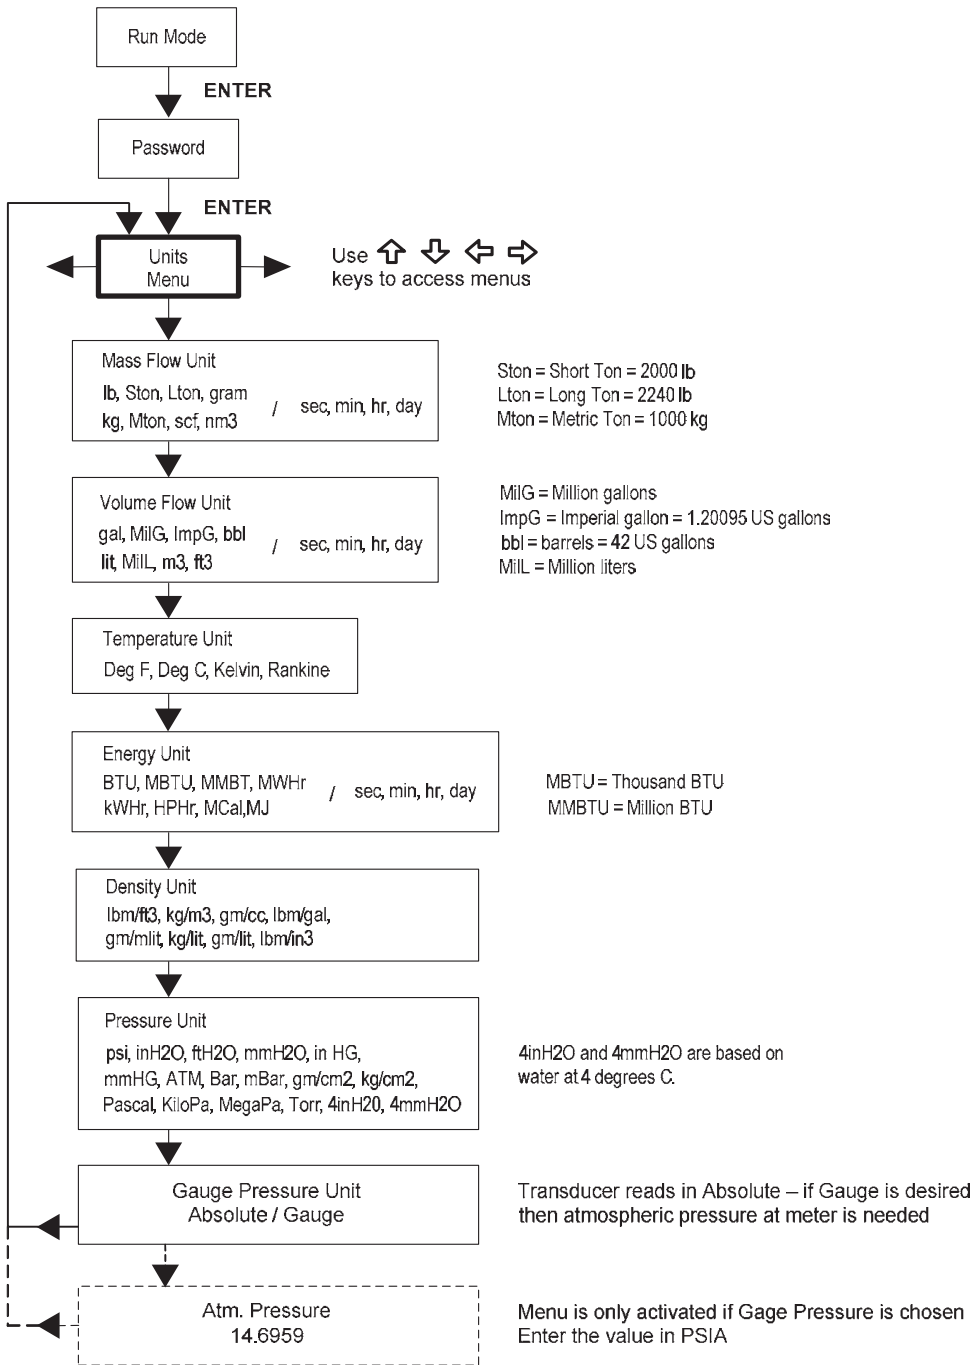 Run Mode
ENTER
Password
ENTER
Units
Menu
Use
keys to access menus
Mass Flow Unit
lb, Ston, Lton, gram
kg, Mton, scf, nm3
/ sec, min, hr, day
Ston = Short Ton = 2000 lb
Lton = Long Ton = 2240 lb
Mton = Metric Ton = 1000 kg
Volume Flow Unit
gal, MilG, ImpG, bbl
lit, MilL, m3, ft3
/ sec, min, hr, day
MilG = Million gallons
ImpG = Imperial gallon = 1.20095 US gallons
bbl = barrels = 42 US gallons
MilL = Million liters
Temperature Unit
Deg F, Deg C, Kelvin, Rankine
Energy Unit
BTU, MBTU, MMBT, MWHr
kWHr, HPHr, MCal,MJ
/ sec, min, hr, day
MBTU = Thousand BTU
MMBTU = Million BTU
Density Unit
lbm/ft3, kg/m3, gm/cc, lbm/gal,
gm/mlit, kg/lit, gm/lit, lbm/in3
Pressure Unit
psi, inH2O, ftH2O, mmH2O, in HG,
mmHG, ATM, Bar, mBar, gm/cm2, kg/cm2,
Pascal, KiloPa, MegaPa, Torr, 4inH20, 4mmH2O
4inH2O and 4mmH2O are based on
water at 4 degrees C.
Gauge Pressure Unit
Absolute / Gauge
Transducer reads in Absolute – if Gauge is desired
then atmospheric pressure at meter is needed
Atm. Pressure
14.6959
Menu is only activated if Gage Pressure is chosen
Enter the value in PSIA